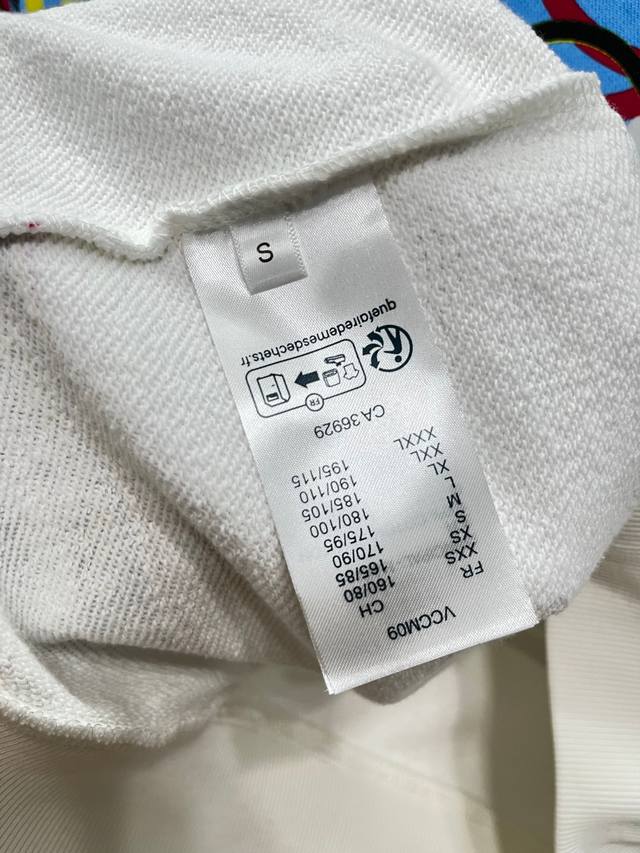 VCCM09
FR CH
XXS 160/80
XS 165/85
S 170/90
M 175/95
L 180/100
XL 185/105
XXL 190/110
XXXL 195/115
CA 36929
FR
quefairedemesdechets.fr
S